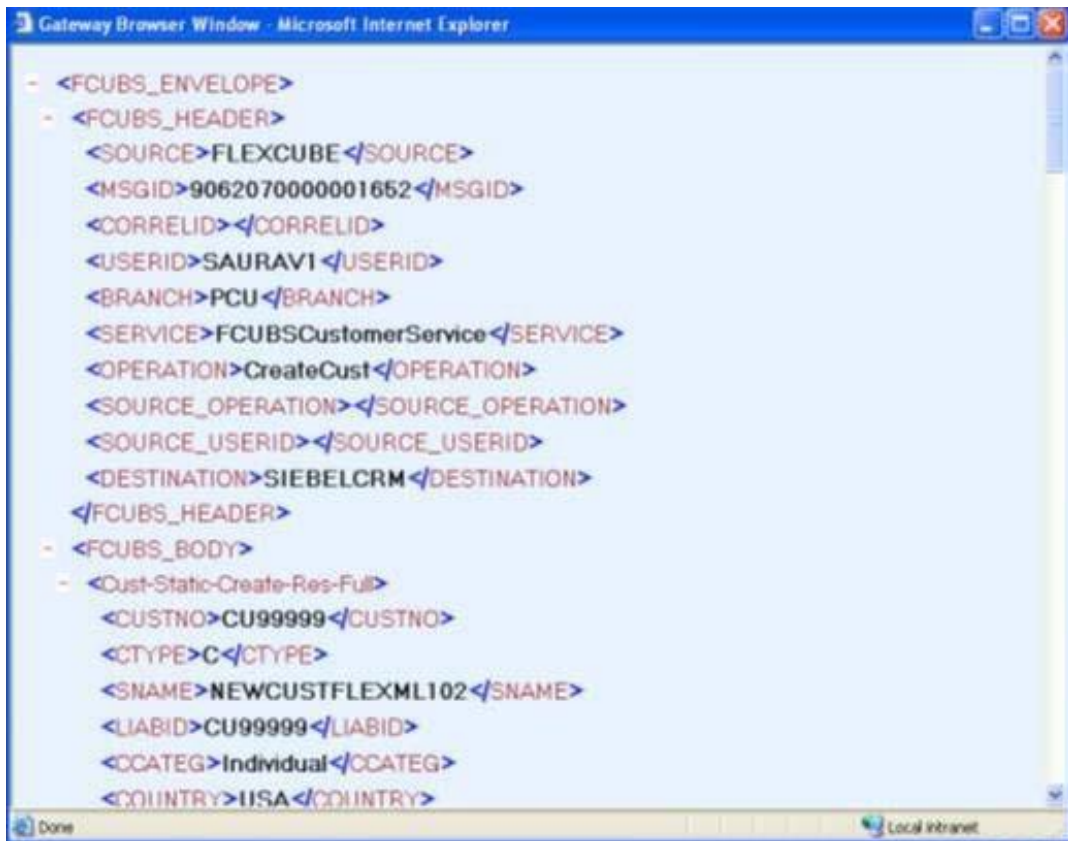 Gateway Browser Window - Microsoft Internet Explorer
- <FCUBS_ENVELOPE>
- <FCUBS_HEADER>
<SOURCE>FLEXCUBE</SOURCE>
<MSGID>9062070000001652</MSGID>
<CORRELID></CORRELID>
<USERID>SAURAV1</USERID>
<BRANCH>PCU</BRANCH>
<SERVICE>FCUBSCustomerService</SERVICE>
<OPERATION>CreateCust</OPERATION>
<SOURCE_OPERATION></SOURCE_OPERATION>
<SOURCE_USERID></SOURCE_USERID>
<DESTINATION>SIEBELCRM</DESTINATION>
</FCUBS_HEADER>
- <FCUBS_BODY>
- <Cust-Static-Create-Res-Full>
<CUSTNO>CU99999</CUSTNO>
<CTYPE>C</CTYPE>
<SNAME>NEWCUSTFLEXML102</SNAME>
<LIABID>CU99999</LIABID>
<CCATEG>Individual</CCATEG>
<COUNTRY>USA</COUNTRY>
Done Local intranet